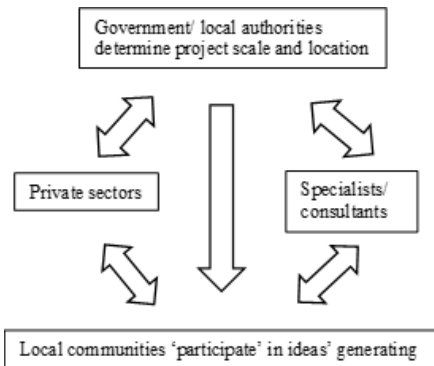 Government/ local authorities
determine project scale and location
Private sectors
Specialists/
consultants
Local communities ‘participate’ in ideas’ generating